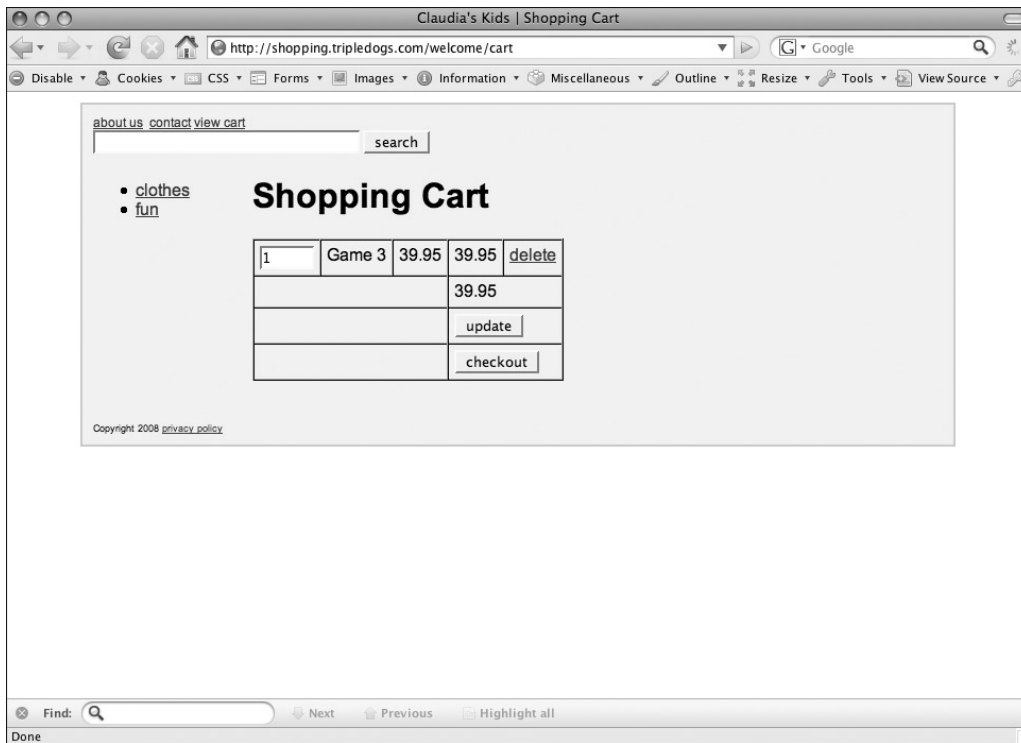 Claudia's Kids | Shopping Cart
http://shopping.tripledogs.com/welcome/cart
G Google
Disable Cookies CSS Forms Images Information Miscellaneous Outline Resize Tools View Source
about us contact view cart
search
clothes
fun
Shopping Cart
1 Game 3 39.95 39.95 delete
39.95
update
checkout
Copyright 2008 privacy policy
Find: Next Previous Highlight all
Done